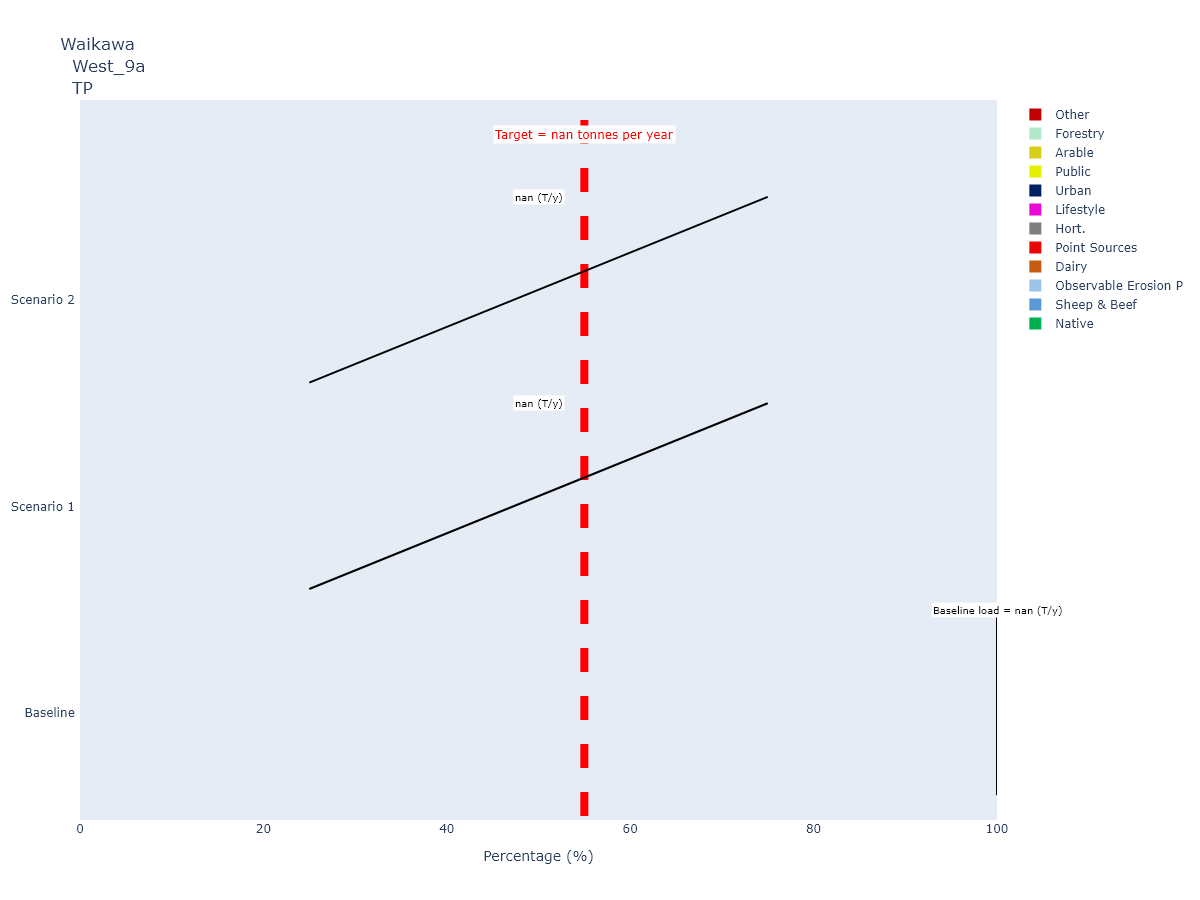 Waikawa
West_9a
TP
Target = nan tonnes per year
nan (T/y)
Scenario 2
nan (T/y)
Scenario 1
Baseline load = nan (T/y)
Baseline
0 20 40 60 80 100
Percentage (%)
Other
Forestry
Arable
Public
Urban
Lifestyle
Hort.
Point Sources
Dairy
Observable Erosion P
Sheep & Beef
Native